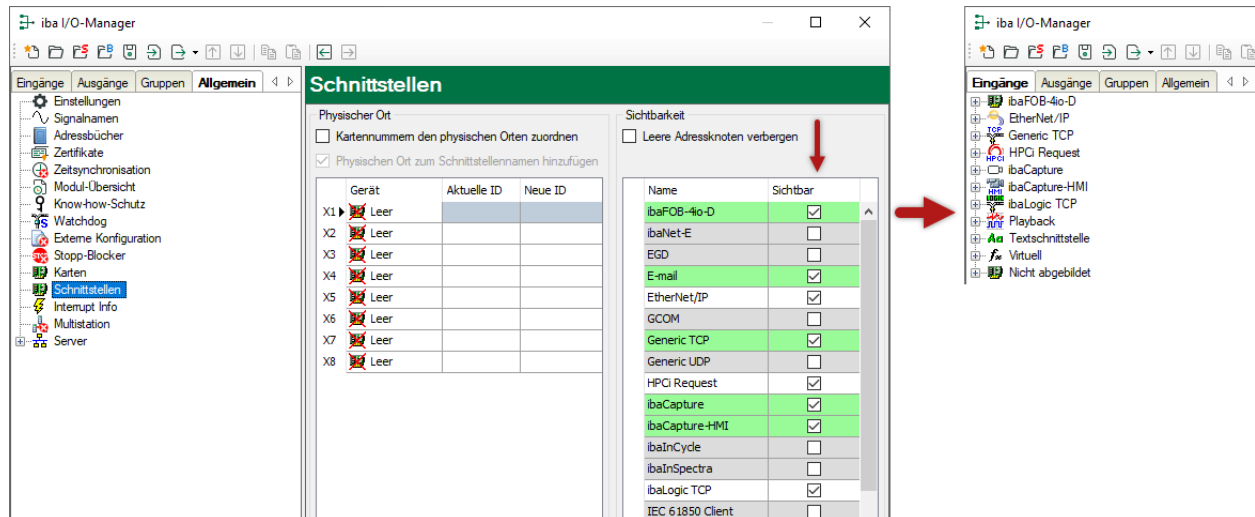 iba I/O-Manager
Eingänge Ausgänge Gruppen Allgemein
Einstellungen
Signalnamen
Adressbücher
Zertifikate
Zeitsynchronisation
Modul-Übersicht
Know-how-Schutz
Watchdog
Externe Konfiguration
Stopp-Blocker
Karten
Schnittstellen
Interrupt Info
Multistation
Server
Schnittstellen
Physischer Ort
Kartennummern den physischen Orten zuordnen
Physischen Ort zum Schnittstellennamen hinzufügen
Gerät Aktuelle ID Neue ID
X1 Leer
X2 Leer
X3 Leer
X4 Leer
X5 Leer
X6 Leer
X7 Leer
X8 Leer
Sichtbarkeit
Leere Adressknoten verbergen
Name Sichtbar
ibaFOB-4io-D
ibaNet-E
EGD
E-mail
EtherNet/IP
GCOM
Generic TCP
Generic UDP
HPCi Request
ibaCapture
ibaCapture-HMI
ibaInCycle
ibaInSpectra
ibaLogic TCP
IEC 61850 Client
iba I/O-Manager
Eingänge Ausgänge Gruppen Allgemein
ibaFOB-4io-D
EtherNet/IP
TCP Generic TCP
HPCi HPCi Request
ibaCapture
HMI ibaCapture-HMI
LOGIC ibaLogic TCP
Playback
Aa Textschnittstelle
fx Virtuell
Nicht abgebildet